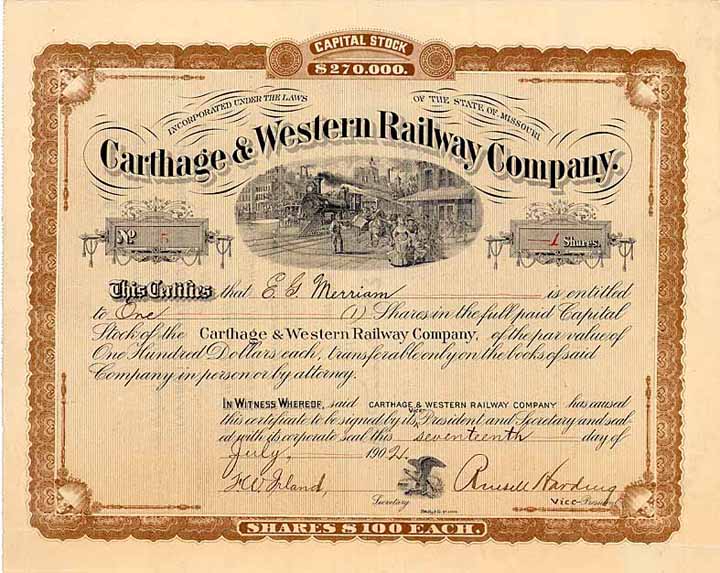 CAPITAL STOCK
$270.000.
INCORPORATED UNDER THE LAWS OF THE STATE OF MISSOURI
Carthage & Western Railway Company.
No 5
1 Shares.
This Certifies that E. G. Merriam is entitled
to One (1) Shares in the full paid Capital
Stock of the Carthage & Western Railway Company, of the par value of
One Hundred Dollars each, transferable only on the books of said
Company in person or by attorney.
IN WITNESS WHEREOF, said CARTHAGE & WESTERN RAILWAY COMPANY has caused
this certificate to be signed by its Vice President and Secretary and seal-
ed with its corporate seal this seventeenth day of
July, 1902.
Russell Harding
Secretary
Vice-President
SHARES $100 EACH.